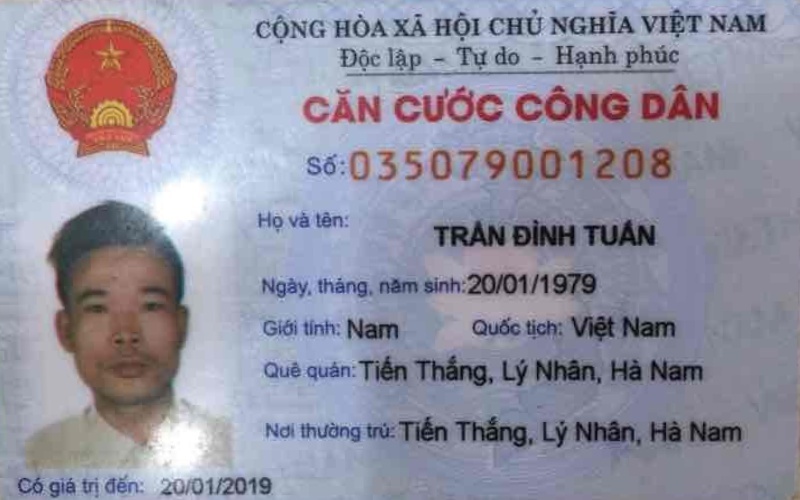 CỘNG HÒA XÃ HỘI CHỦ NGHĨA VIỆT NAM
Độc lập - Tự do - Hạnh phúc
CĂN CƯỚC CÔNG DÂN
Số: 035079001208
Họ và tên: TRẦN ĐÌNH TUẤN
Ngày, tháng, năm sinh: 20/01/1979
Giới tính: Nam Quốc tịch: Việt Nam
Quê quán: Tiến Thắng, Lý Nhân, Hà Nam
Nơi thường trú: Tiến Thắng, Lý Nhân, Hà Nam
Có giá trị đến: 20/01/2019